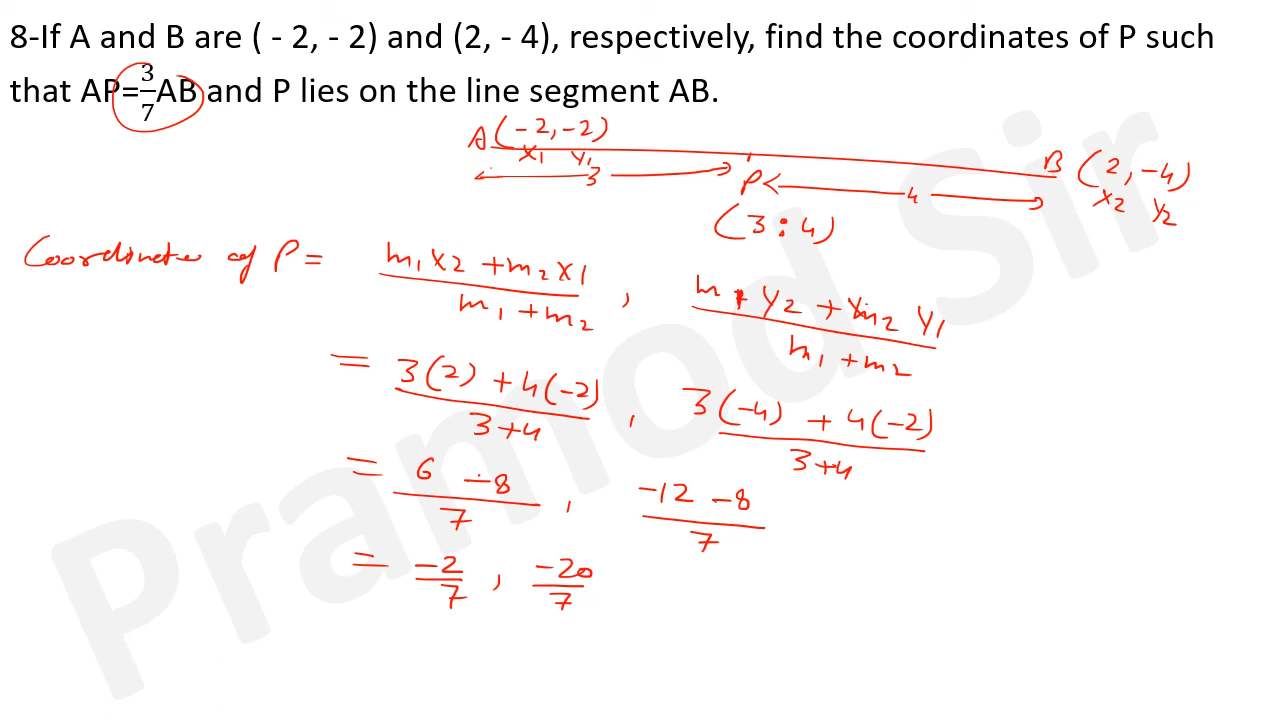 8-If A and B are ( - 2, - 2) and (2, - 4), respectively, find the coordinates of P such
that AP=3/7AB and P lies on the line segment AB.
A(-2,-2)
x1 y1
3
P
4
B (2,-4)
x2 y2
(3:4)
Coordinate of P = m1x2+m2x1/m1+m2 , m1y2+m2y1/m1+m2
= 3(2)+4(-2)/3+4 , 3(-4)+4(-2)/3+4
= 6-8/7 , -12-8/7
= -2/7 , -20/7
Pramod Sir